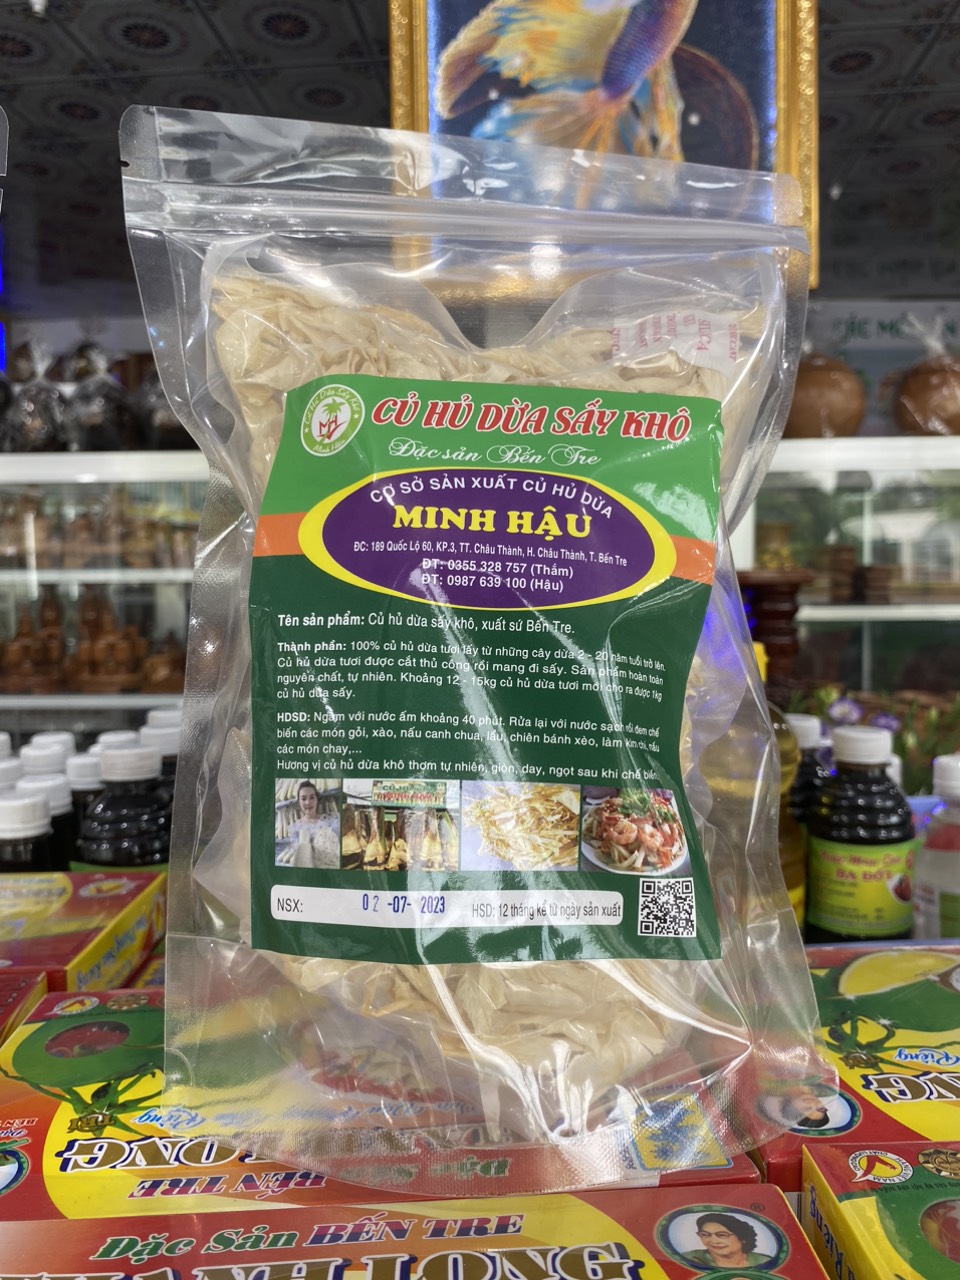 CỦ HỦ DỪA SẤY KHÔ
Đặc sản Bến Tre
CƠ SỞ SẢN XUẤT CỦ HỦ DỪA
MINH HẬU
ĐC: 189 Quốc Lộ 60, KP.3, TT. Châu Thành, H. Châu Thành, T. Bến Tre
ĐT: 0355 328 757 (Thắm)
ĐT: 0987 639 100 (Hậu)
Tên sản phẩm: Củ hủ dừa sấy khô, xuất sứ Bến Tre.
Thành phần: 100% củ hủ dừa tươi lấy từ những cây dừa 2 - 20 năm tuổi trở lên.
Củ hủ dừa tươi được cắt thủ công rồi mang đi sấy. Sản phẩm hoàn toàn
nguyên chất, tự nhiên. Khoảng 12 - 15kg củ hủ dừa tươi mới cho ra được 1kg
củ hủ dừa sấy.
HDSD: Ngâm với nước ấm khoảng 40 phút. Rửa lại với nước sạch rồi đem chế
biến các món gỏi, xào, nấu canh chua, lẩu, chiên bánh xèo, làm kim chi, nấu
các món chay,...
Hương vị củ hủ dừa khô thơm tự nhiên, giòn, day, ngọt sau khi chế biến.
NSX: 02 -07- 2023
HSD: 12 tháng kể từ ngày sản xuất
BA ĐỐT
BẾN TRE
Đặc Sản BẾN TRE
THANH LONG